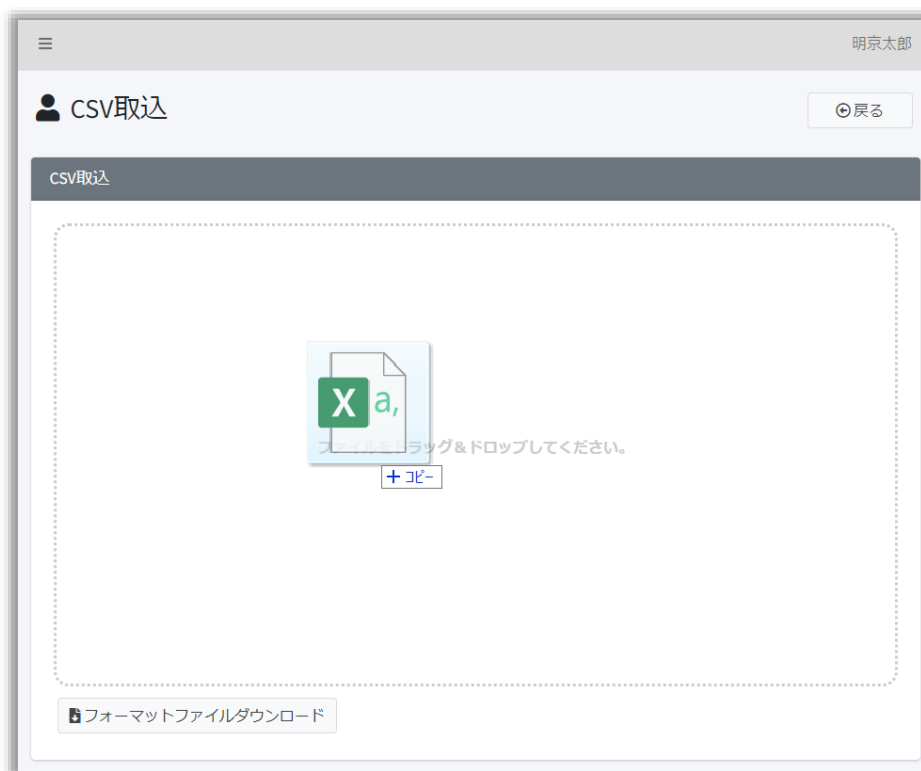 明京太郎
CSV取込
戻る
CSV取込
X a,
ファイルをドラッグ&ドロップしてください。
+ コピー
フォーマットファイルダウンロード